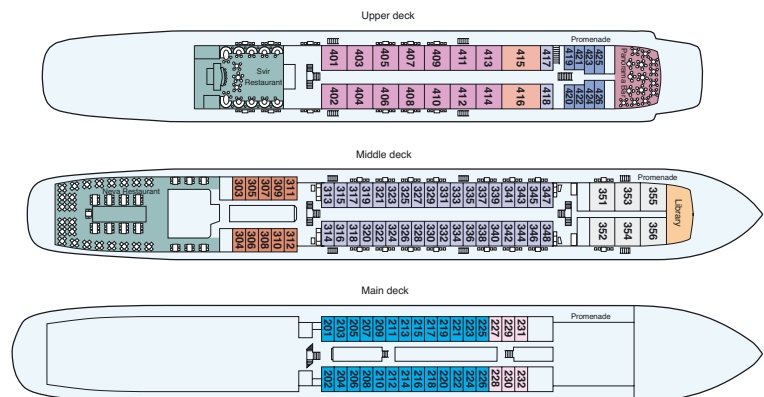 Upper deck
Promenade
401 403 405 407 409 411 413 415 417 419 421 423 425
Svir
Restaurant
Panorama Bar
402 404 406 408 410 412 414 416 418 420 422 424 426
Middle deck
Promenade
Neva Restaurant
303 305 307 309 311 313 315 317 319 321 323 325 327 329 331 333 335 337 339 341 343 345 347 351 353 355
Library
304 306 308 310 312 314 316 318 320 322 324 326 328 330 332 334 336 338 340 342 344 346 348 352 354 356
Main deck
Promenade
201 203 205 207 209 211 213 215 217 219 221 223 225 227 229 231
202 204 206 208 210 212 214 216 218 220 222 224 226 228 230 232